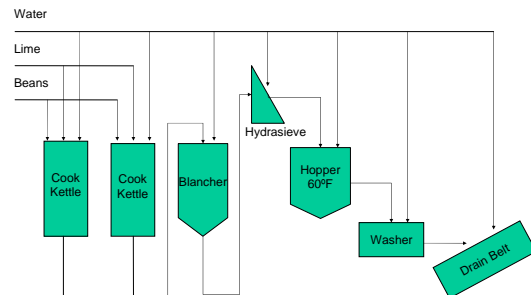 Water
Lime
Beans
Hydrasieve
Cook
Kettle
Cook
Kettle
Blancher
Hopper
60ºF
Washer
Drain Belt